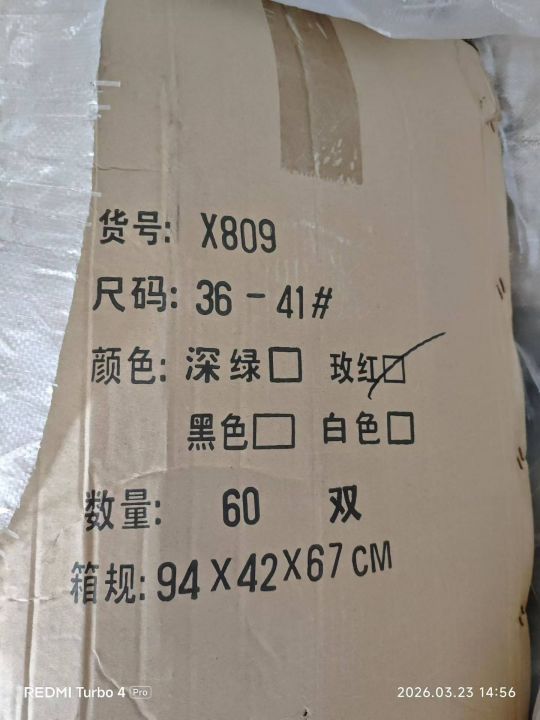 货号: X809
尺码: 36-41#
颜色: 深绿□ 玫红□
黑色□ 白色□
数量: 60 双
箱规: 94X42X67CM
REDMI Turbo 4 Pro
2026.03.23 14:56